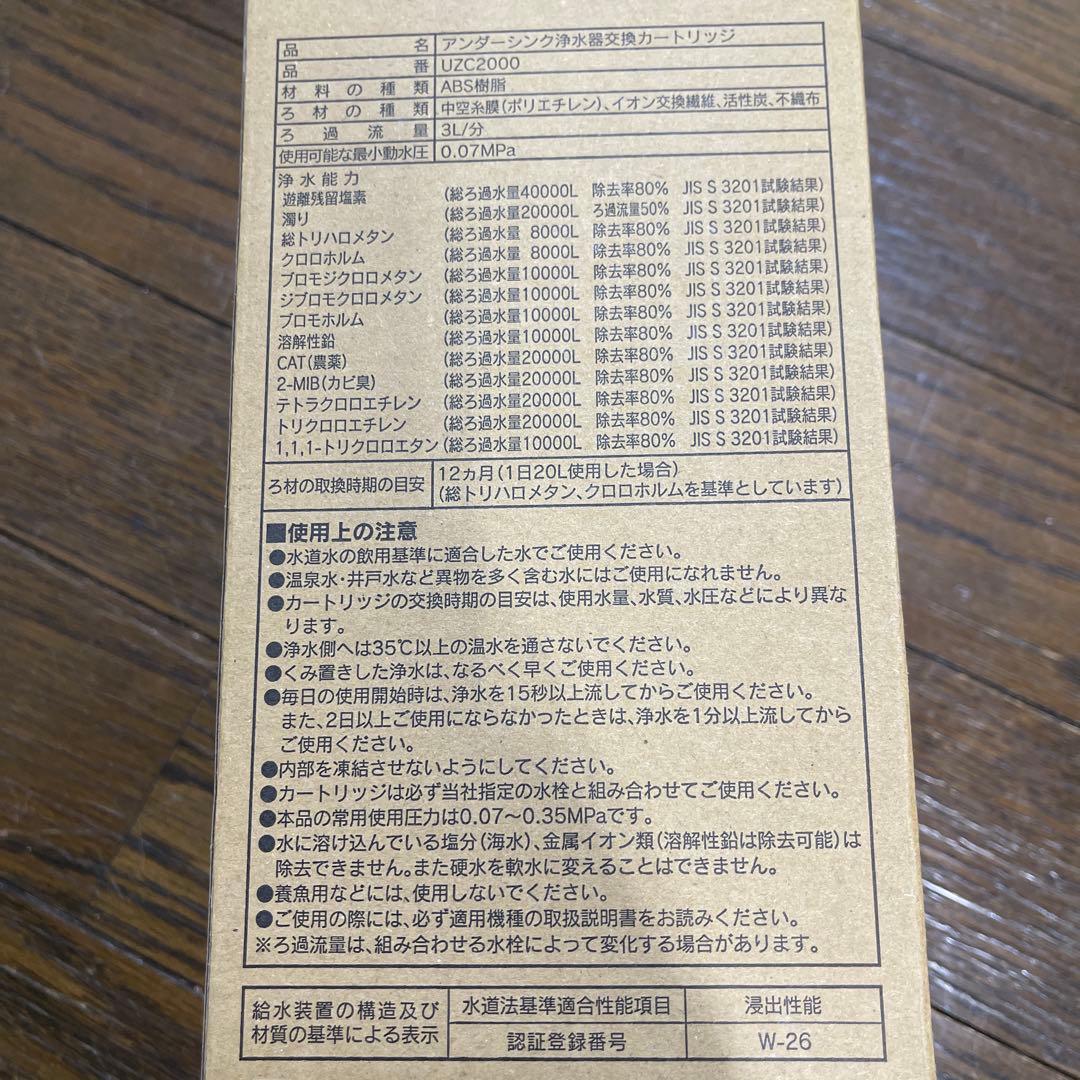 品名 アンダーシンク浄水器交換カートリッジ
品番 UZC2000
材料の種類 ABS樹脂
ろ材の種類 中空糸膜(ポリエチレン)、イオン交換繊維、活性炭、不織布
ろ過流量 3L/分
使用可能な最小動水圧 0.07MPa
浄水能力
遊離残留塩素 (総ろ過水量40000L 除去率80% JIS S 3201試験結果)
濁り (総ろ過水量20000L ろ過流量50% JIS S 3201試験結果)
総トリハロメタン (総ろ過水量 8000L 除去率80% JIS S 3201試験結果)
クロロホルム (総ろ過水量 8000L 除去率80% JIS S 3201試験結果)
ブロモジクロロメタン (総ろ過水量10000L 除去率80% JIS S 3201試験結果)
ジブロモクロロメタン (総ろ過水量10000L 除去率80% JIS S 3201試験結果)
ブロモホルム (総ろ過水量10000L 除去率80% JIS S 3201試験結果)
溶解性鉛 (総ろ過水量10000L 除去率80% JIS S 3201試験結果)
CAT(農薬) (総ろ過水量20000L 除去率80% JIS S 3201試験結果)
2-MIB(カビ臭) (総ろ過水量20000L 除去率80% JIS S 3201試験結果)
テトラクロロエチレン (総ろ過水量20000L 除去率80% JIS S 3201試験結果)
トリクロロエチレン (総ろ過水量20000L 除去率80% JIS S 3201試験結果)
1,1,1-トリクロロエタン(総ろ過水量10000L 除去率80% JIS S 3201試験結果)
ろ材の取換時期の目安 12ヵ月(1日20L使用した場合)
(総トリハロメタン、クロロホルムを基準としています)
■使用上の注意
●水道水の飲用基準に適合した水でご使用ください。
●温泉水・井戸水など異物を多く含む水にはご使用になれません。
●カートリッジの交換時期の目安は、使用水量、水質、水圧などにより異な
ります。
●浄水側へは35℃以上の温水を通さないでください。
●くみ置きした浄水は、なるべく早くご使用ください。
●毎日の使用開始時は、浄水を15秒以上流してからご使用ください。
また、2日以上ご使用にならなかったときは、浄水を1分以上流してから
ご使用ください。
●内部を凍結させないようにしてください。
●カートリッジは必ず当社指定の水栓と組み合わせてご使用ください。
●本品の常用使用圧力は0.07〜0.35MPaです。
●水に溶け込んでいる塩分(海水)、金属イオン類(溶解性鉛は除去可能)は
除去できません。また硬水を軟水に変えることはできません。
●養魚用などには、使用しないでください。
●ご使用の際には、必ず適用機種の取扱説明書をお読みください。
※ろ過流量は、組み合わせる水栓によって変化する場合があります。
給水装置の構造及び
材質の基準による表示
水道法基準適合性能項目 浸出性能
認証登録番号 W-26